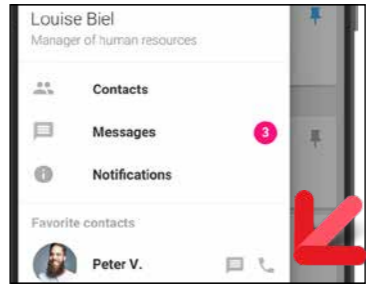 Louise Biel
Manager of human resources
Contacts
Messages
3
Notifications
Favorite contacts
Peter V.